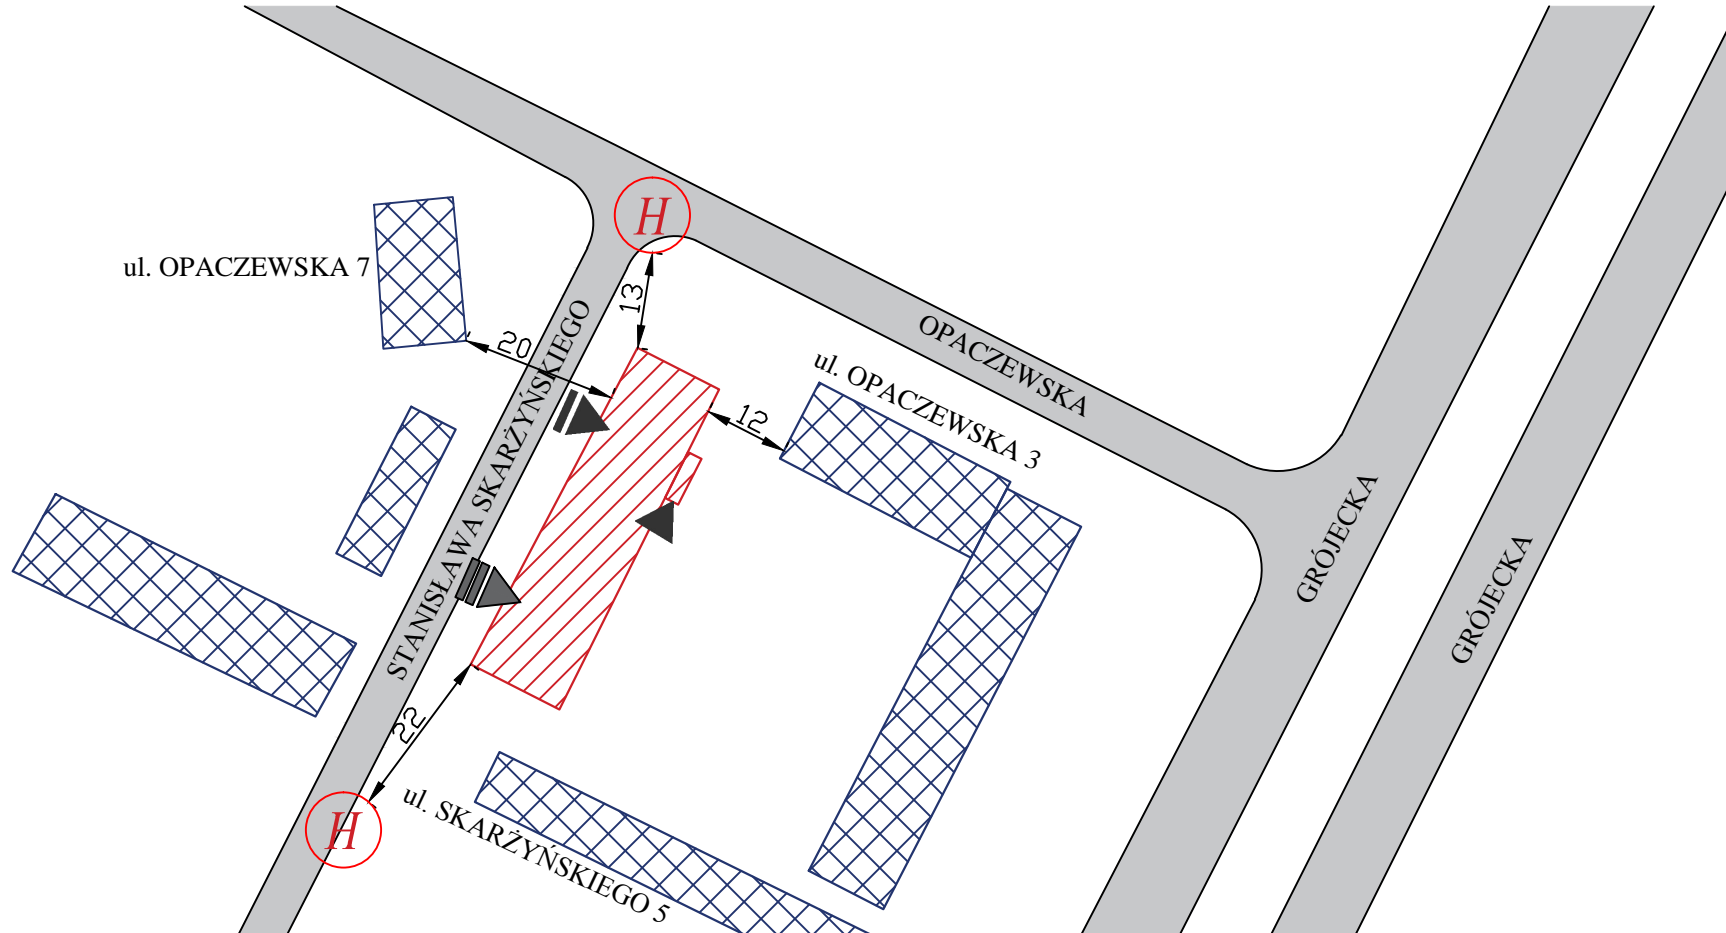 H
ul. OPACZEWSKA 7
13
20
OPACZEWSKA
ul. OPACZEWSKA 3
12
STANISŁAWA SKARŻYŃSKIEGO
GRÓJECKA
GRÓJECKA
22
H
ul. SKARŻYŃSKIEGO 5